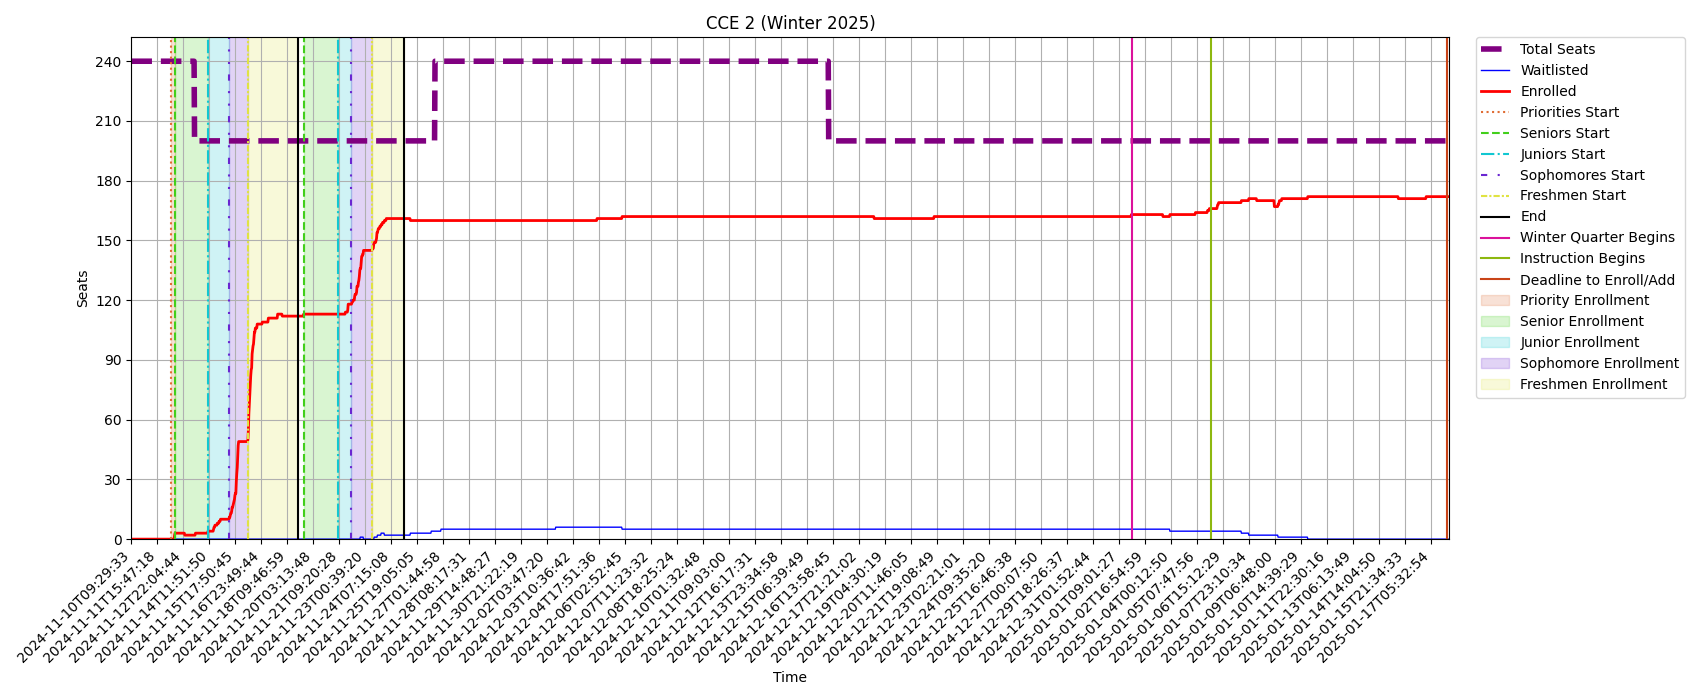 CCE 2 (Winter 2025)
Seats
240
210
180
150
120
90
60
30
0
2024-11-10T09:29:33
2024-11-11T15:47:18
2024-11-12T22:04:44
2024-11-14T11:51:50
2024-11-15T17:50:45
2024-11-16T23:49:44
2024-11-18T09:46:59
2024-11-20T03:13:48
2024-11-21T09:20:28
2024-11-23T00:39:20
2024-11-24T07:15:08
2024-11-25T19:05:05
2024-11-27T01:44:58
2024-11-28T08:17:31
2024-11-29T14:48:27
2024-11-30T21:22:19
2024-12-02T03:47:20
2024-12-03T10:36:42
2024-12-04T17:51:36
2024-12-06T02:52:45
2024-12-07T11:23:32
2024-12-08T18:25:24
2024-12-10T01:32:48
2024-12-11T09:03:00
2024-12-12T16:17:31
2024-12-13T23:34:58
2024-12-15T06:39:49
2024-12-16T13:58:45
2024-12-17T21:21:02
2024-12-19T04:30:19
2024-12-20T11:46:05
2024-12-21T19:08:49
2024-12-23T02:21:01
2024-12-24T09:35:20
2024-12-25T16:46:38
2024-12-27T00:07:50
2024-12-29T18:26:37
2024-12-31T01:52:44
2025-01-01T09:01:27
2025-01-02T16:54:59
2025-01-04T00:12:50
2025-01-05T07:47:56
2025-01-06T15:12:29
2025-01-07T23:10:34
2025-01-09T06:48:00
2025-01-10T14:39:29
2025-01-11T22:30:16
2025-01-13T06:13:49
2025-01-14T14:04:50
2025-01-15T21:34:33
2025-01-17T05:32:54
Time
Total Seats
Waitlisted
Enrolled
Priorities Start
Seniors Start
Juniors Start
Sophomores Start
Freshmen Start
End
Winter Quarter Begins
Instruction Begins
Deadline to Enroll/Add
Priority Enrollment
Senior Enrollment
Junior Enrollment
Sophomore Enrollment
Freshmen Enrollment